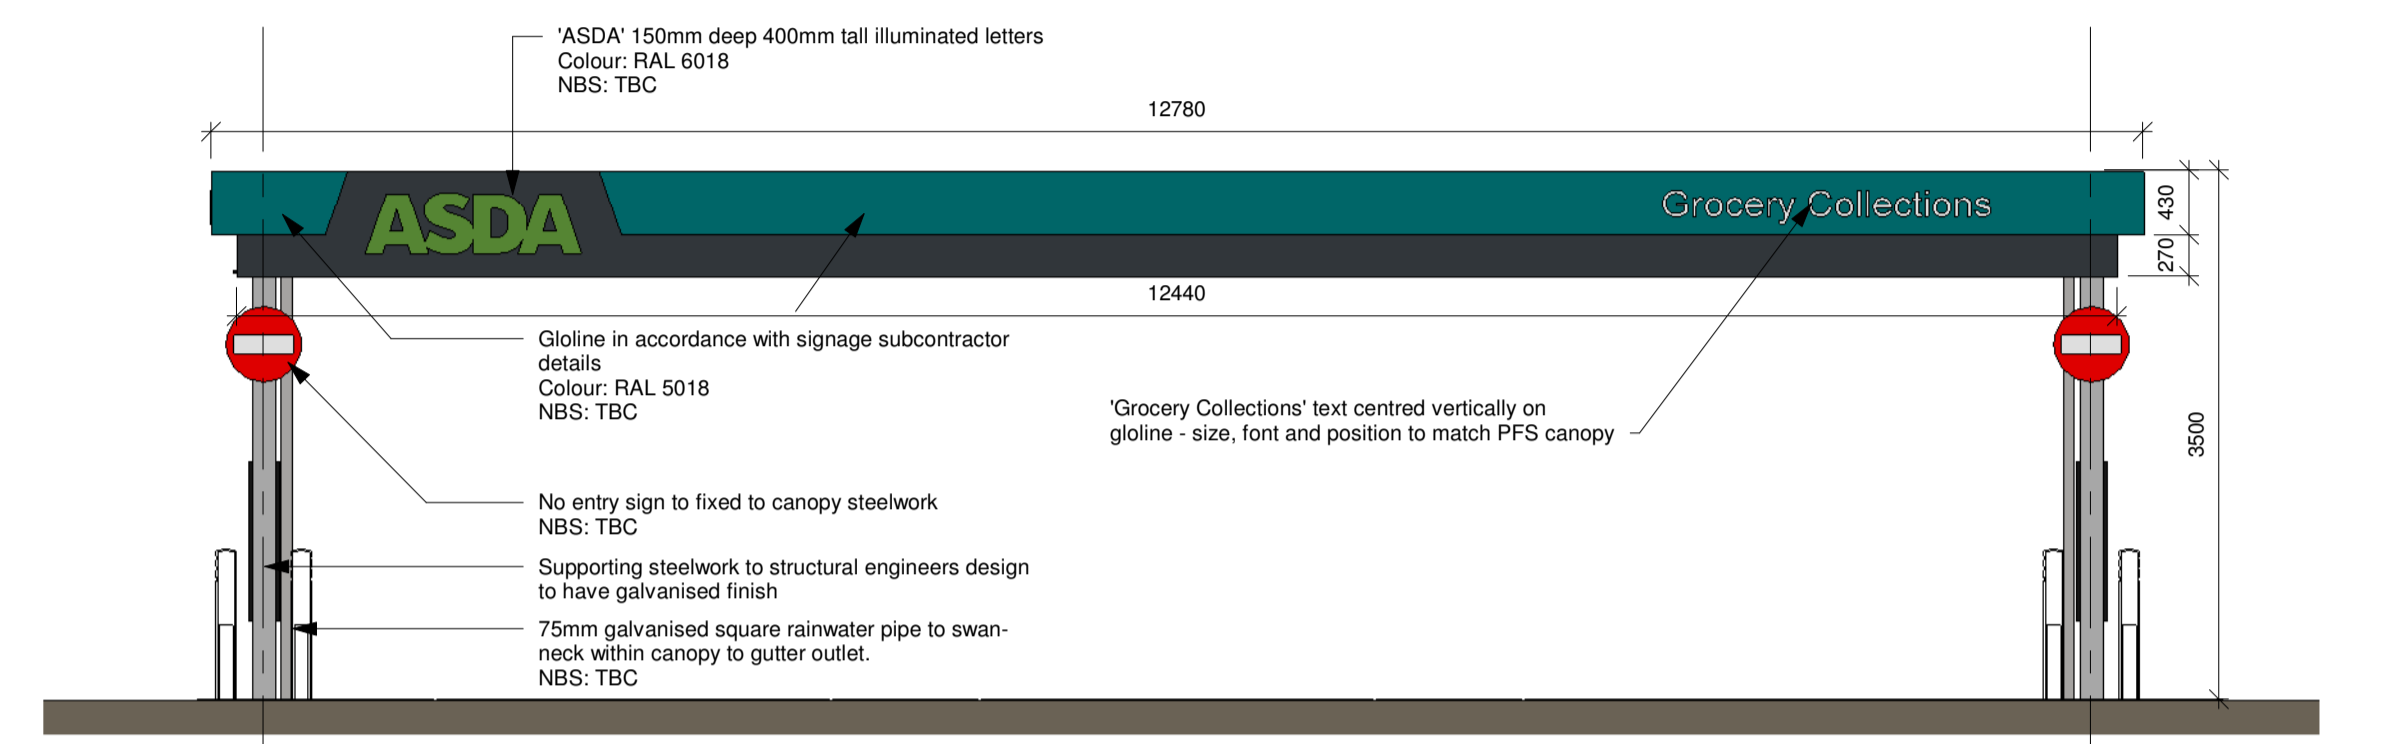 'ASDA' 150mm deep 400mm tall illuminated letters
Colour: RAL 6018
NBS: TBC
12780
ASDA
Grocery Collections
430
270
12440
3500
Gloline in accordance with signage subcontractor
details
Colour: RAL 5018
NBS: TBC
'Grocery Collections' text centred vertically on
gloline - size, font and position to match PFS canopy
No entry sign to fixed to canopy steelwork
NBS: TBC
Supporting steelwork to structural engineers design
to have galvanised finish
75mm galvanised square rainwater pipe to swan-
neck within canopy to gutter outlet.
NBS: TBC